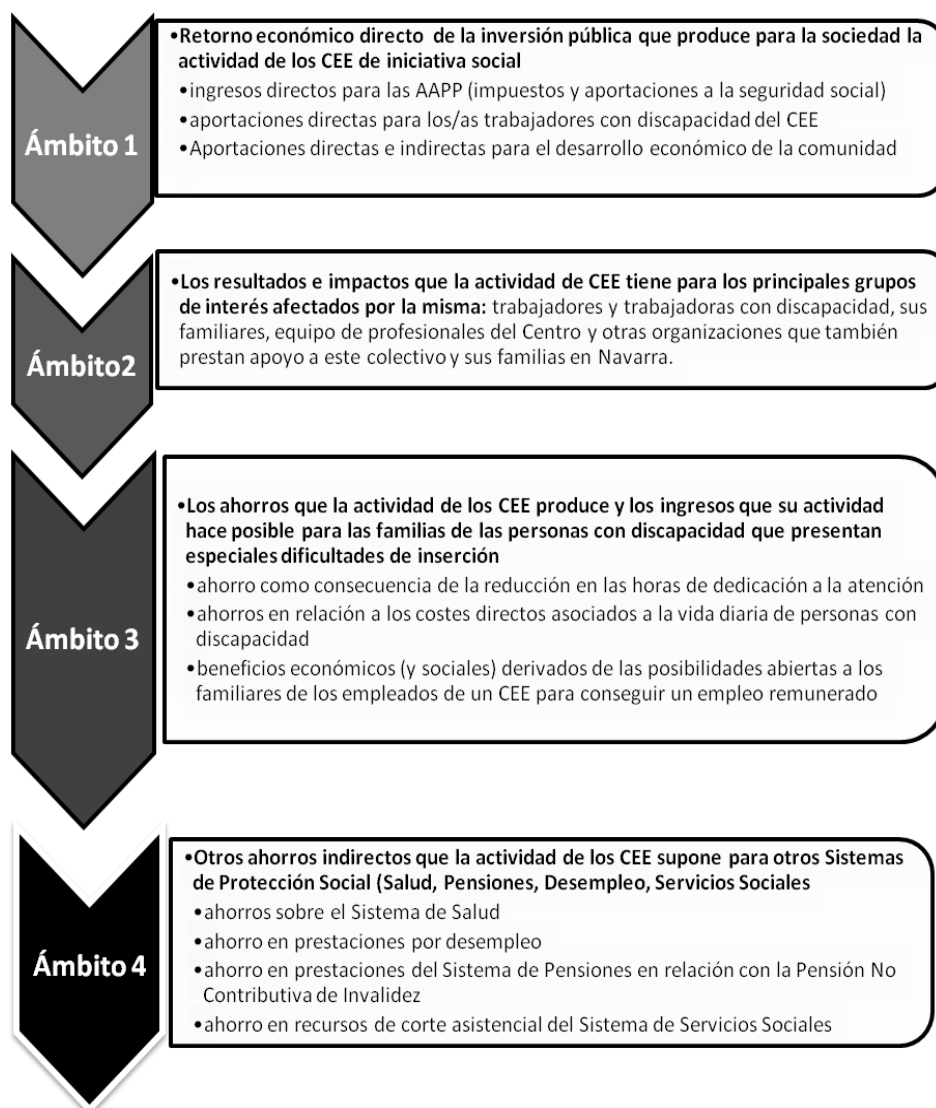 Ámbito 1
•Retorno económico directo de la inversión pública que produce para la sociedad la
actividad de los CEE de iniciativa social
•ingresos directos para las AAPP (impuestos y aportaciones a la seguridad social)
•aportaciones directas para los/as trabajadores con discapacidad del CEE
•Aportaciones directas e indirectas para el desarrollo económico de la comunidad
Ámbito2
•Los resultados e impactos que la actividad de CEE tiene para los principales grupos
de interés afectados por la misma: trabajadores y trabajadoras con discapacidad, sus
familiares, equipo de profesionales del Centro y otras organizaciones que también
prestan apoyo a este colectivo y sus familias en Navarra.
Ámbito 3
•Los ahorros que la actividad de los CEE produce y los ingresos que su actividad
hace posible para las familias de las personas con discapacidad que presentan
especiales dificultades de inserción
•ahorro como consecuencia de la reducción en las horas de dedicación a la atención
•ahorros en relación a los costes directos asociados a la vida diaria de personas con
discapacidad
•beneficios económicos (y sociales) derivados de las posibilidades abiertas a los
familiares de los empleados de un CEE para conseguir un empleo remunerado
Ámbito 4
•Otros ahorros indirectos que la actividad de los CEE supone para otros Sistemas
de Protección Social (Salud, Pensiones, Desempleo, Servicios Sociales
•ahorros sobre el Sistema de Salud
•ahorro en prestaciones por desempleo
•ahorro en prestaciones del Sistema de Pensiones en relación con la Pensión No
Contributiva de Invalidez
•ahorro en recursos de corte asistencial del Sistema de Servicios Sociales